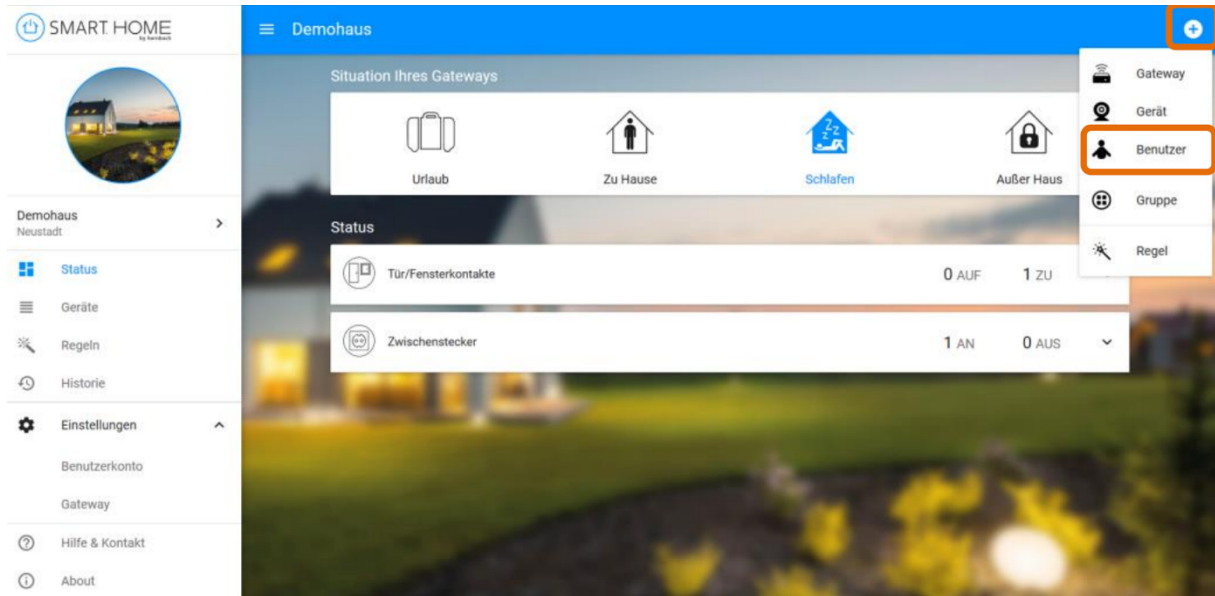 SMART HOME
by hornbach
Demohaus
Neustadt
Status
Geräte
Regeln
Historie
Einstellungen
Benutzerkonto
Gateway
Hilfe & Kontakt
About
Demohaus
Situation Ihres Gateways
Urlaub
Zu Hause
Schlafen
Außer Haus
Status
Tür/Fensterkontakte 0 AUF 1 ZU
Zwischenstecker 1 AN 0 AUS
Gateway
Gerät
Benutzer
Gruppe
Regel